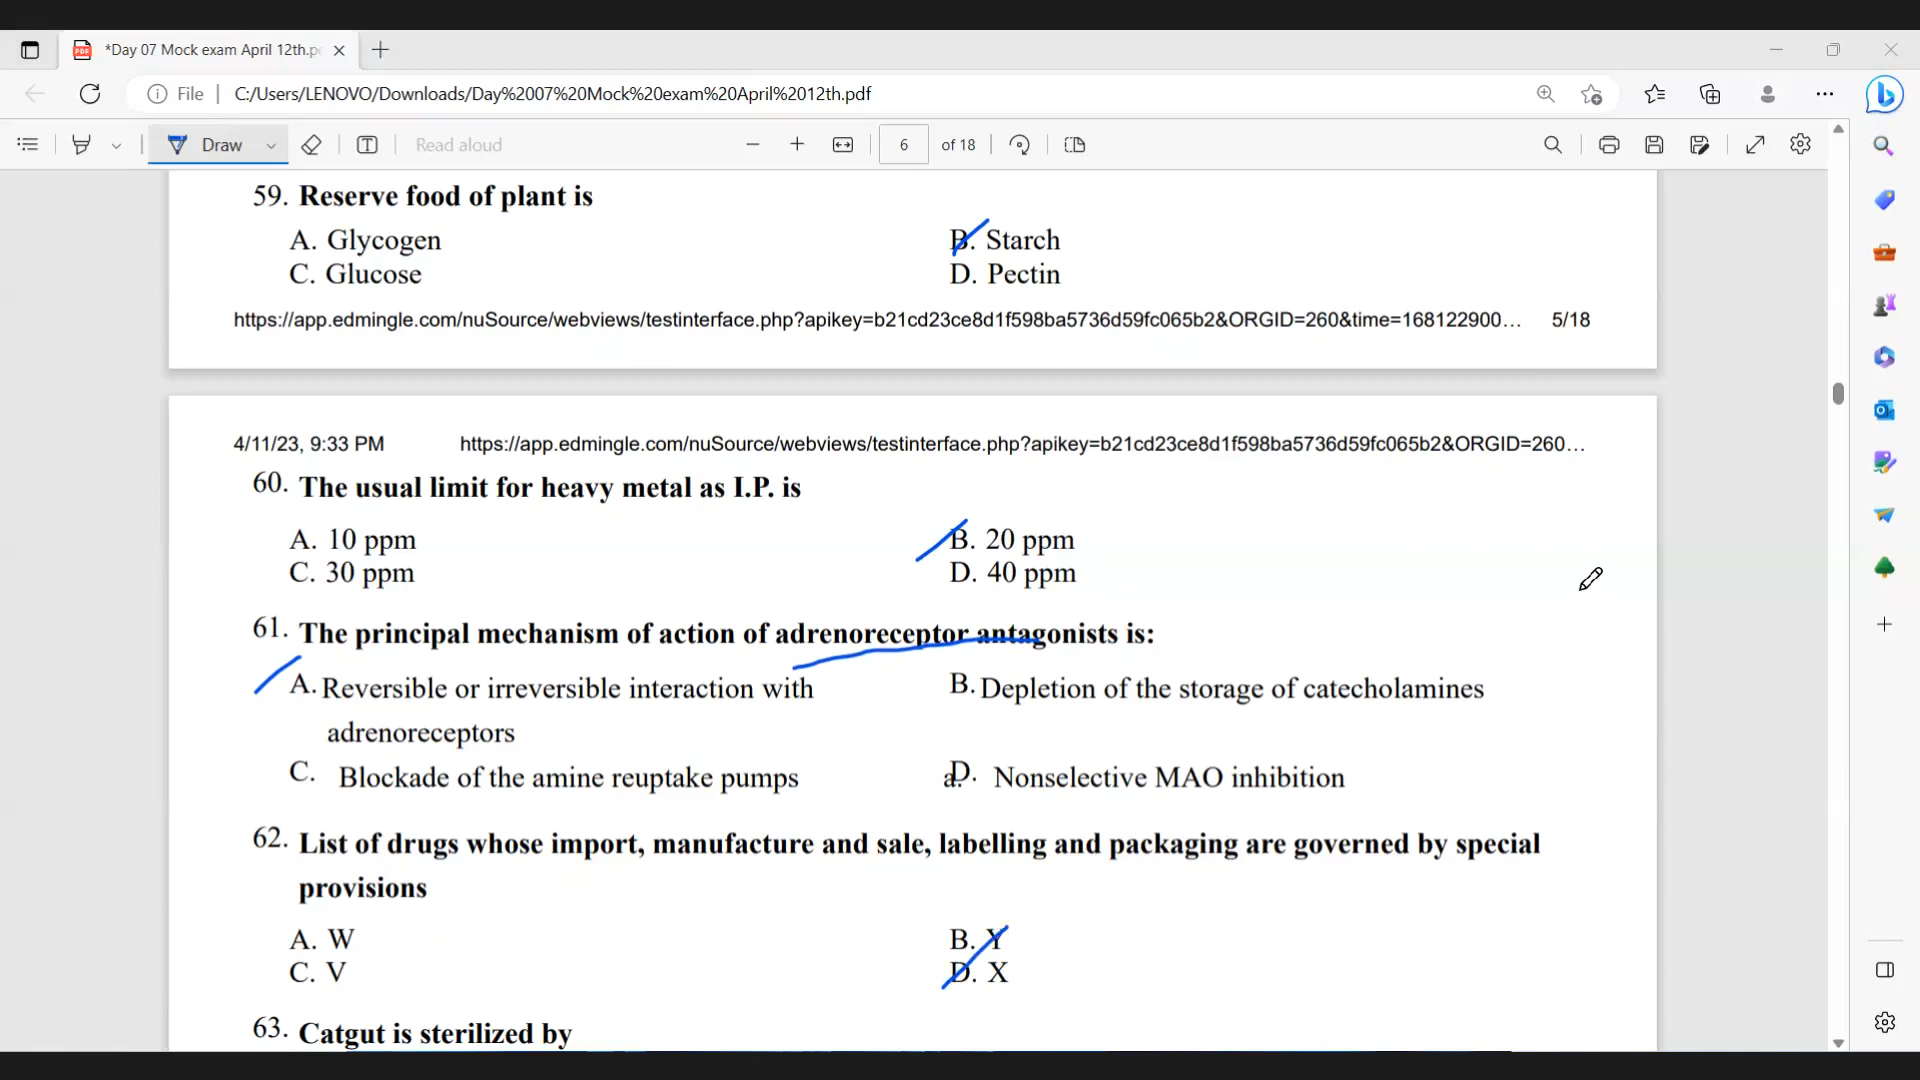 *Day 07 Mock exam April 12th.p
File
C:/Users/LENOVO/Downloads/Day%2007%20Mock%20exam%20April%2012th.pdf
Draw
Read aloud
6 of 18
59. Reserve food of plant is
A. Glycogen B. Starch
C. Glucose D. Pectin
https://app.edmingle.com/nuSource/webviews/testinterface.php?apikey=b21cd23ce8d1f598ba5736d59fc065b2&ORGID=260&time=168122900… 5/18
4/11/23, 9:33 PM https://app.edmingle.com/nuSource/webviews/testinterface.php?apikey=b21cd23ce8d1f598ba5736d59fc065b2&ORGID=260…
60. The usual limit for heavy metal as I.P. is
A. 10 ppm B. 20 ppm
C. 30 ppm D. 40 ppm
61. The principal mechanism of action of adrenoreceptor antagonists is:
A. Reversible or irreversible interaction with B. Depletion of the storage of catecholamines
adrenoreceptors
C. Blockade of the amine reuptake pumps a. D. Nonselective MAO inhibition
62. List of drugs whose import, manufacture and sale, labelling and packaging are governed by special
provisions
A. W B. Y
C. V D. X
63. Catgut is sterilized by